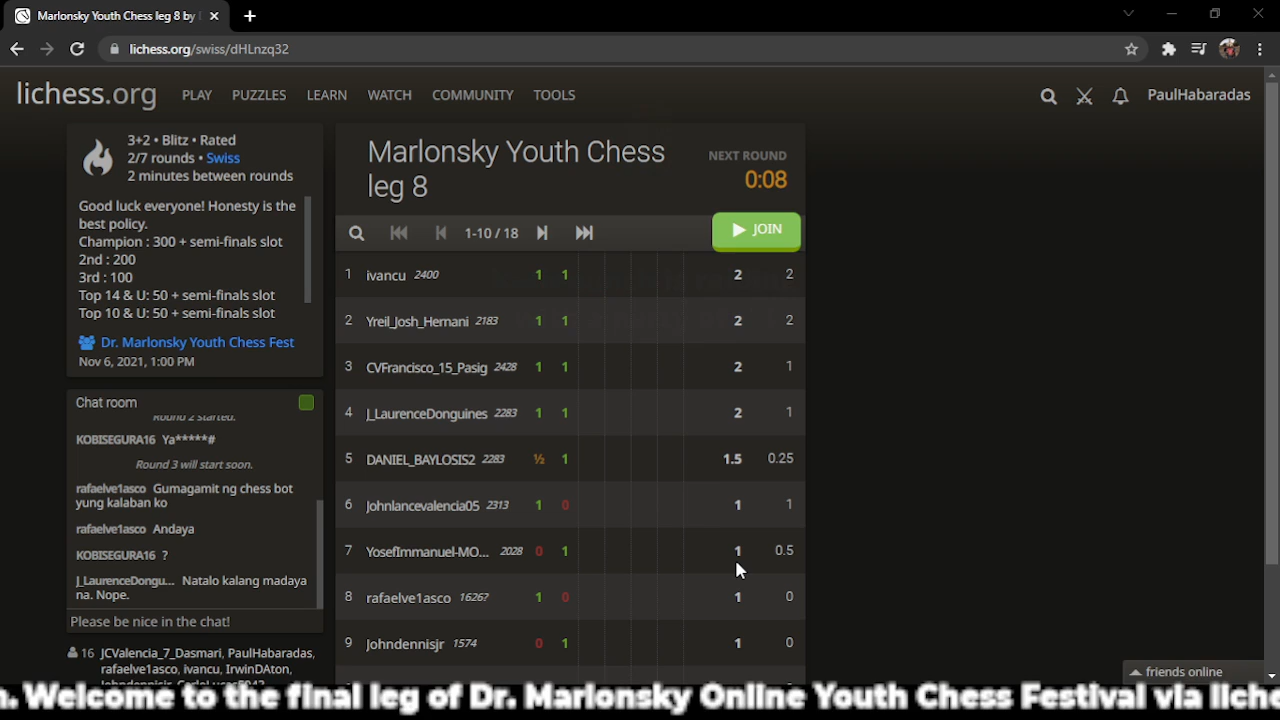 Marlonsky Youth Chess leg 8 by
lichess.org/swiss/dHLnzq32
lichess.org PLAY PUZZLES LEARN WATCH COMMUNITY TOOLS PaulHabaradas
3+2 • Blitz • Rated
2/7 rounds • Swiss
2 minutes between rounds
Good luck everyone! Honesty is the
best policy.
Champion : 300 + semi-finals slot
2nd : 200
3rd : 100
Top 14 & U: 50 + semi-finals slot
Top 10 & U: 50 + semi-finals slot
Dr. Marlonsky Youth Chess Fest
Nov 6, 2021, 1:00 PM
Chat room
Round 2 started.
KOBISEGURA16 Ya*****#
Round 3 will start soon.
rafaelve1asco Gumagamit ng chess bot
yung kalaban ko
rafaelve1asco Andaya
KOBISEGURA16 ?
J_LaurenceDongu... Natalo kalang madaya
na. Nope.
Please be nice in the chat!
16 JCValencia_7_Dasmari, PaulHabaradas,
rafaelve1asco, ivancu, IrwinDAton,
Marlonsky Youth Chess
leg 8
NEXT ROUND
0:08
1-10 / 18
JOIN
1 ivancu 2400 1 1 2 2
2 Yreil_Josh_Hernani 2183 1 1 2 2
3 CVFrancisco_15_Pasig 2428 1 1 2 1
4 J_LaurenceDonguines 2283 1 1 2 1
5 DANIEL_BAYLOSIS2 2283 ½ 1 1.5 0.25
6 Johnlancevalencia05 2313 1 0 1 1
7 YosefImmanuel-MO... 2028 0 1 1 0.5
8 rafaelve1asco 1626? 1 0 1 0
9 Johndennisjr 1574 0 1 1 0
friends online
n. Welcome to the final leg of Dr. Marlonsky Online Youth Chess Festival via liche